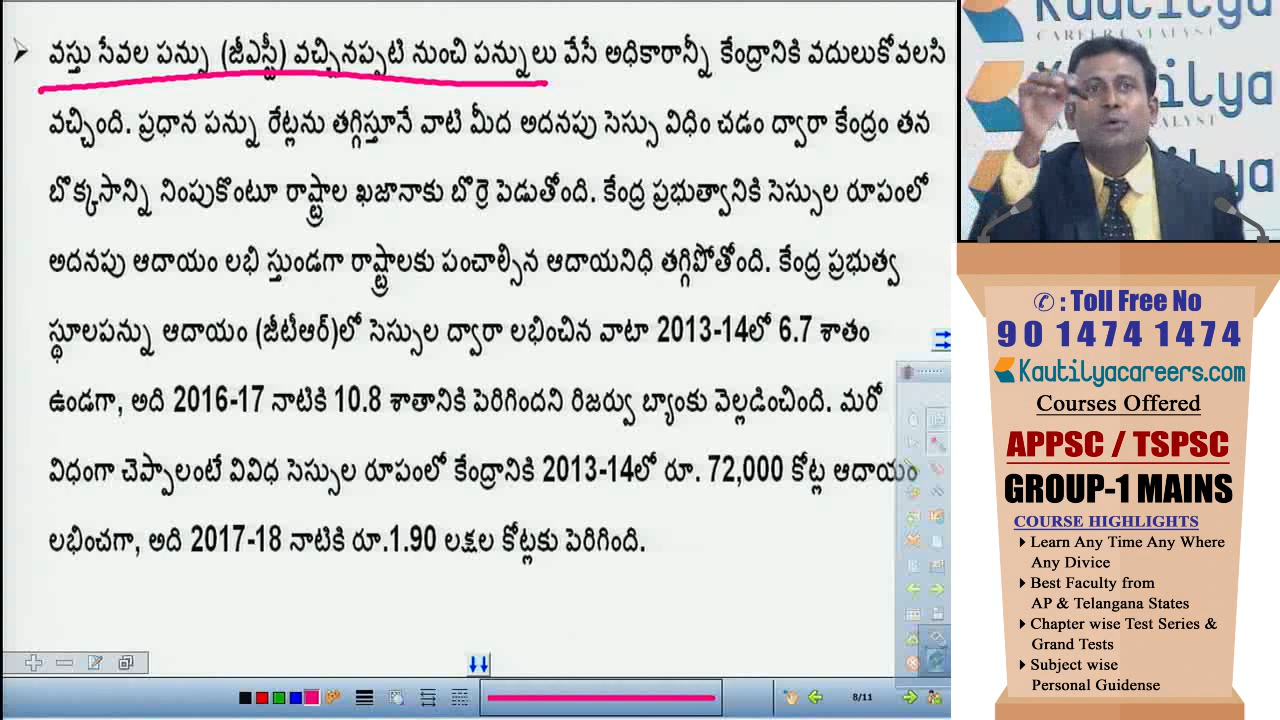 వస్తు సేవల పన్ను (జీఎస్టీ) వచ్చినప్పటి నుంచి పన్నులు వేసే అధికారాన్నీ కేంద్రానికి వదులుకోవలసి
వచ్చింది. ప్రధాన పన్ను రేట్లను తగ్గిస్తూనే వాటి మీద అదనపు సెస్సు విధిం చడం ద్వారా కేంద్రం తన
బొక్కసాన్ని నింపుకొంటూ రాష్ట్రాల ఖజానాకు బొర్రె పెడుతోంది. కేంద్ర ప్రభుత్వానికి సెస్సుల రూపంలో
అదనపు ఆదాయం లభి స్తుండగా రాష్ట్రాలకు పంచాల్సిన ఆదాయనిధి తగ్గిపోతోంది. కేంద్ర ప్రభుత్వ
స్థూలపన్ను ఆదాయం (జీటీఆర్)లో సెస్సుల ద్వారా లభించిన వాటా 2013-14లో 6.7 శాతం
ఉండగా, అది 2016-17 నాటికి 10.8 శాతానికి పెరిగిందని రిజర్వు బ్యాంకు వెల్లడించింది. మరో
విధంగా చెప్పాలంటే వివిధ సెస్సుల రూపంలో కేంద్రానికి 2013-14లో రూ. 72,000 కోట్ల ఆదాయం
లభించగా, అది 2017-18 నాటికి రూ.1.90 లక్షల కోట్లకు పెరిగింది.
8/11
Kautilya
CAREER CATALYST
ilya
ATALYST
✆ : Toll Free No
90 1474 1474
Kautilyacareers.com
Courses Offered
APPSC / TSPSC
GROUP-1 MAINS
COURSE HIGHLIGHTS
Learn Any Time Any Where
Any Divice
Best Faculty from
AP & Telangana States
Chapter wise Test Series &
Grand Tests
Subject wise
Personal Guidense